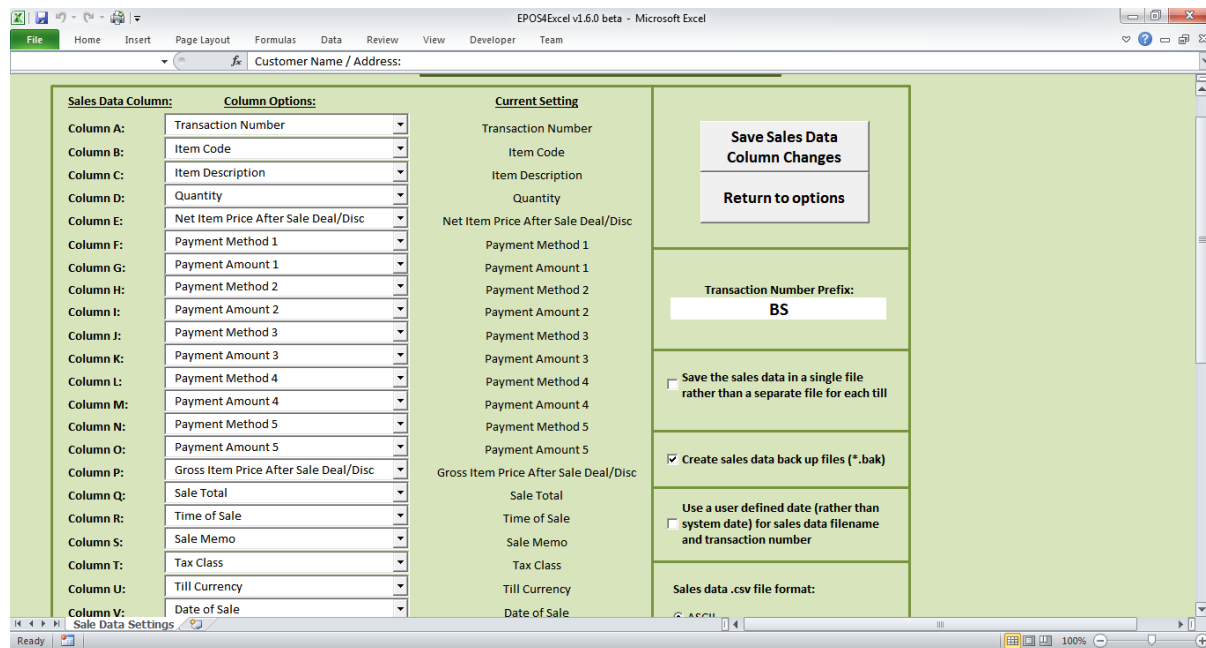 EPOS4Excel v1.6.0 beta - Microsoft Excel
File Home Insert Page Layout Formulas Data Review View Developer Team
fx Customer Name / Address:
Sales Data Column: Column Options: Current Setting
Column A: Transaction Number Transaction Number
Column B: Item Code Item Code
Column C: Item Description Item Description
Column D: Quantity Quantity
Column E: Net Item Price After Sale Deal/Disc Net Item Price After Sale Deal/Disc
Column F: Payment Method 1 Payment Method 1
Column G: Payment Amount 1 Payment Amount 1
Column H: Payment Method 2 Payment Method 2
Column I: Payment Amount 2 Payment Amount 2
Column J: Payment Method 3 Payment Method 3
Column K: Payment Amount 3 Payment Amount 3
Column L: Payment Method 4 Payment Method 4
Column M: Payment Amount 4 Payment Amount 4
Column N: Payment Method 5 Payment Method 5
Column O: Payment Amount 5 Payment Amount 5
Column P: Gross Item Price After Sale Deal/Disc Gross Item Price After Sale Deal/Disc
Column Q: Sale Total Sale Total
Column R: Time of Sale Time of Sale
Column S: Sale Memo Sale Memo
Column T: Tax Class Tax Class
Column U: Till Currency Till Currency
Column V: Date of Sale Date of Sale
Save Sales Data
Column Changes
Return to options
Transaction Number Prefix:
BS
Save the sales data in a single file
rather than a separate file for each till
Create sales data back up files (*.bak)
Use a user defined date (rather than
system date) for sales data filename
and transaction number
Sales data .csv file format:
ASCII
Sale Data Settings
Ready 100%